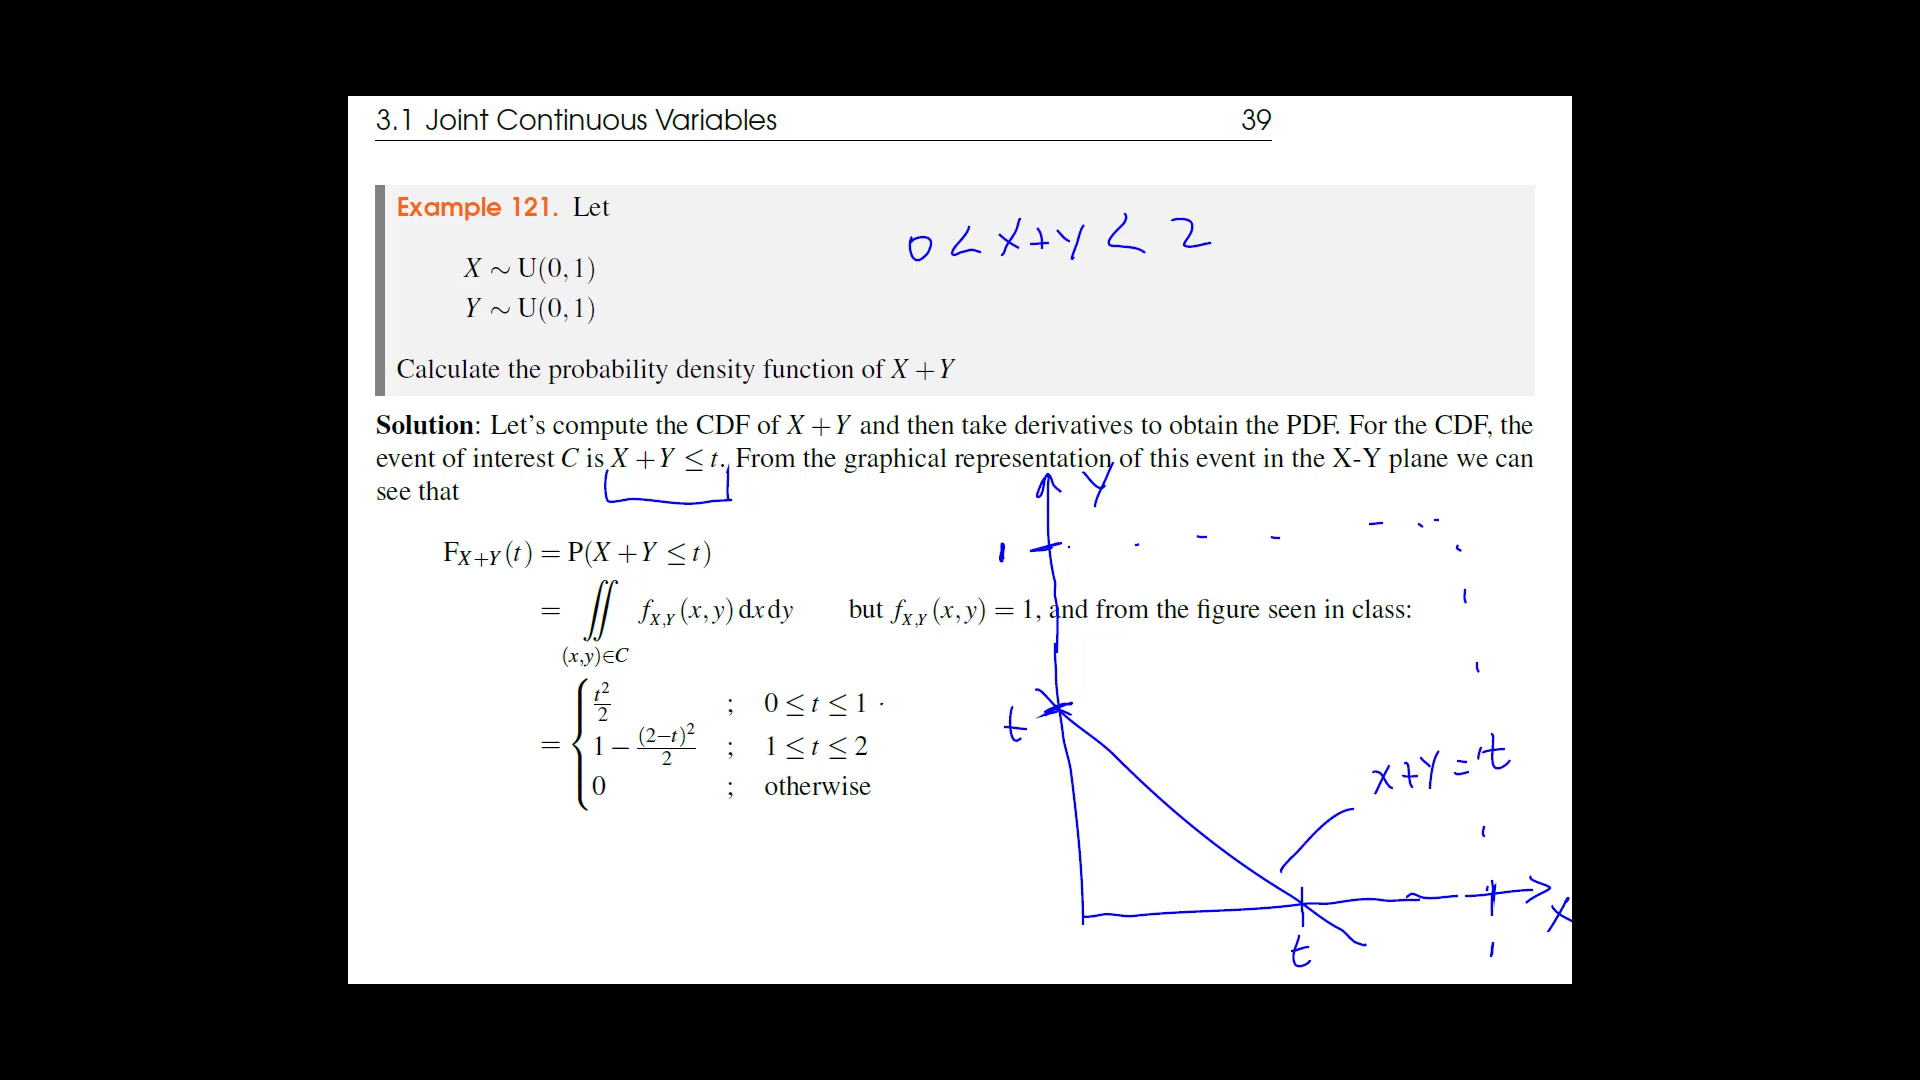 3.1 Joint Continuous Variables 39
Example 121. Let
0 < X+Y < 2
X ∼ U(0,1)
Y ∼ U(0,1)
Calculate the probability density function of X + Y
Solution: Let's compute the CDF of X + Y and then take derivatives to obtain the PDF. For the CDF, the
event of interest C is X + Y ≤ t. From the graphical representation of this event in the X-Y plane we can
see that
Y
F_{X+Y}(t) = P(X + Y ≤ t)
1
= ∬_{(x,y)∈C} f_{X,Y}(x,y) dxdy but f_{X,Y}(x,y) = 1, and from the figure seen in class:
= { t²/2 ; 0 ≤ t ≤ 1
1 − (2−t)²/2 ; 1 ≤ t ≤ 2
0 ; otherwise
t
X+Y = t
X
t
1